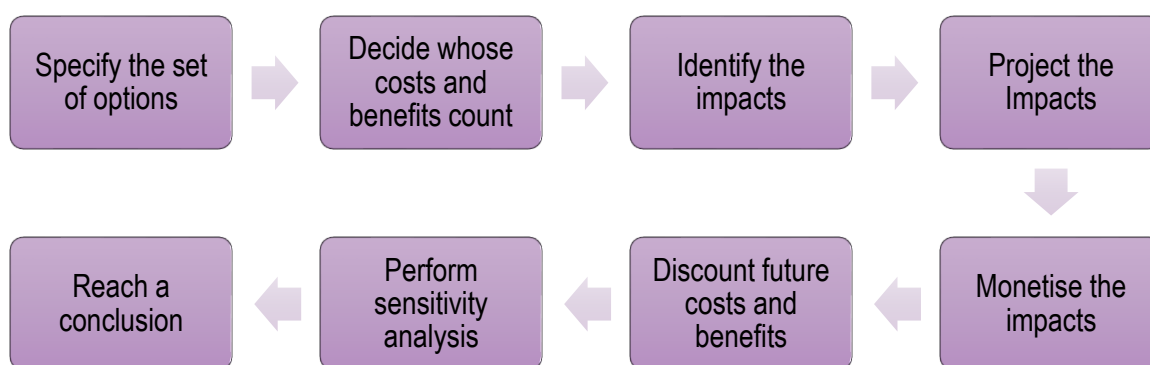 Specify the set
of options
Decide whose
costs and
benefits count
Identify the
impacts
Project the
Impacts
Monetise the
impacts
Discount future
costs and
benefits
Perform
sensitivity
analysis
Reach a
conclusion